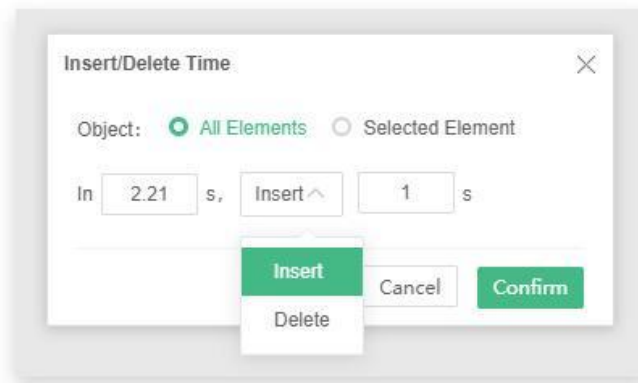 Insert/Delete Time
Object: All Elements Selected Element
In 2.21 s, Insert 1 s
Insert
Cancel Confirm
Delete